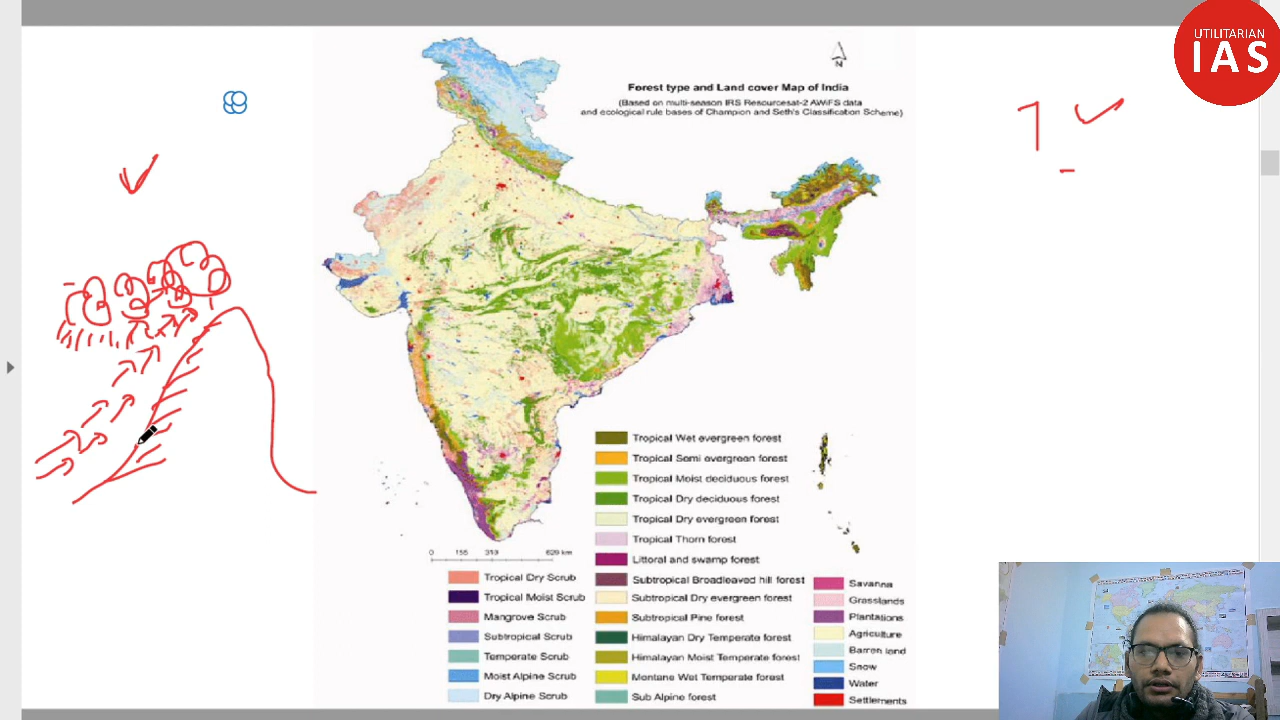 UTILITARIAN
IAS
N
Forest type and Land cover Map of India
(Based on multi-season IRS Resourcesat-2 AWiFS data
and ecological rule bases of Champion and Seth's Classification Scheme)
Tropical Wet evergreen forest
Tropical Semi evergreen forest
Tropical Moist deciduous forest
Tropical Dry deciduous forest
Tropical Dry evergreen forest
Tropical Thorn forest
Littoral and swamp forest
Subtropical Broadleaved hill forest
Subtropical Dry evergreen forest
Subtropical Pine forest
Himalayan Dry Temperate forest
Himalayan Moist Temperate forest
Montane Wet Temperate forest
Sub Alpine forest
0 155 310 620 km
Tropical Dry Scrub
Tropical Moist Scrub
Mangrove Scrub
Subtropical Scrub
Temperate Scrub
Moist Alpine Scrub
Dry Alpine Scrub
Savanna
Grasslands
Plantations
Agriculture
Barren land
Snow
Water
Settlements